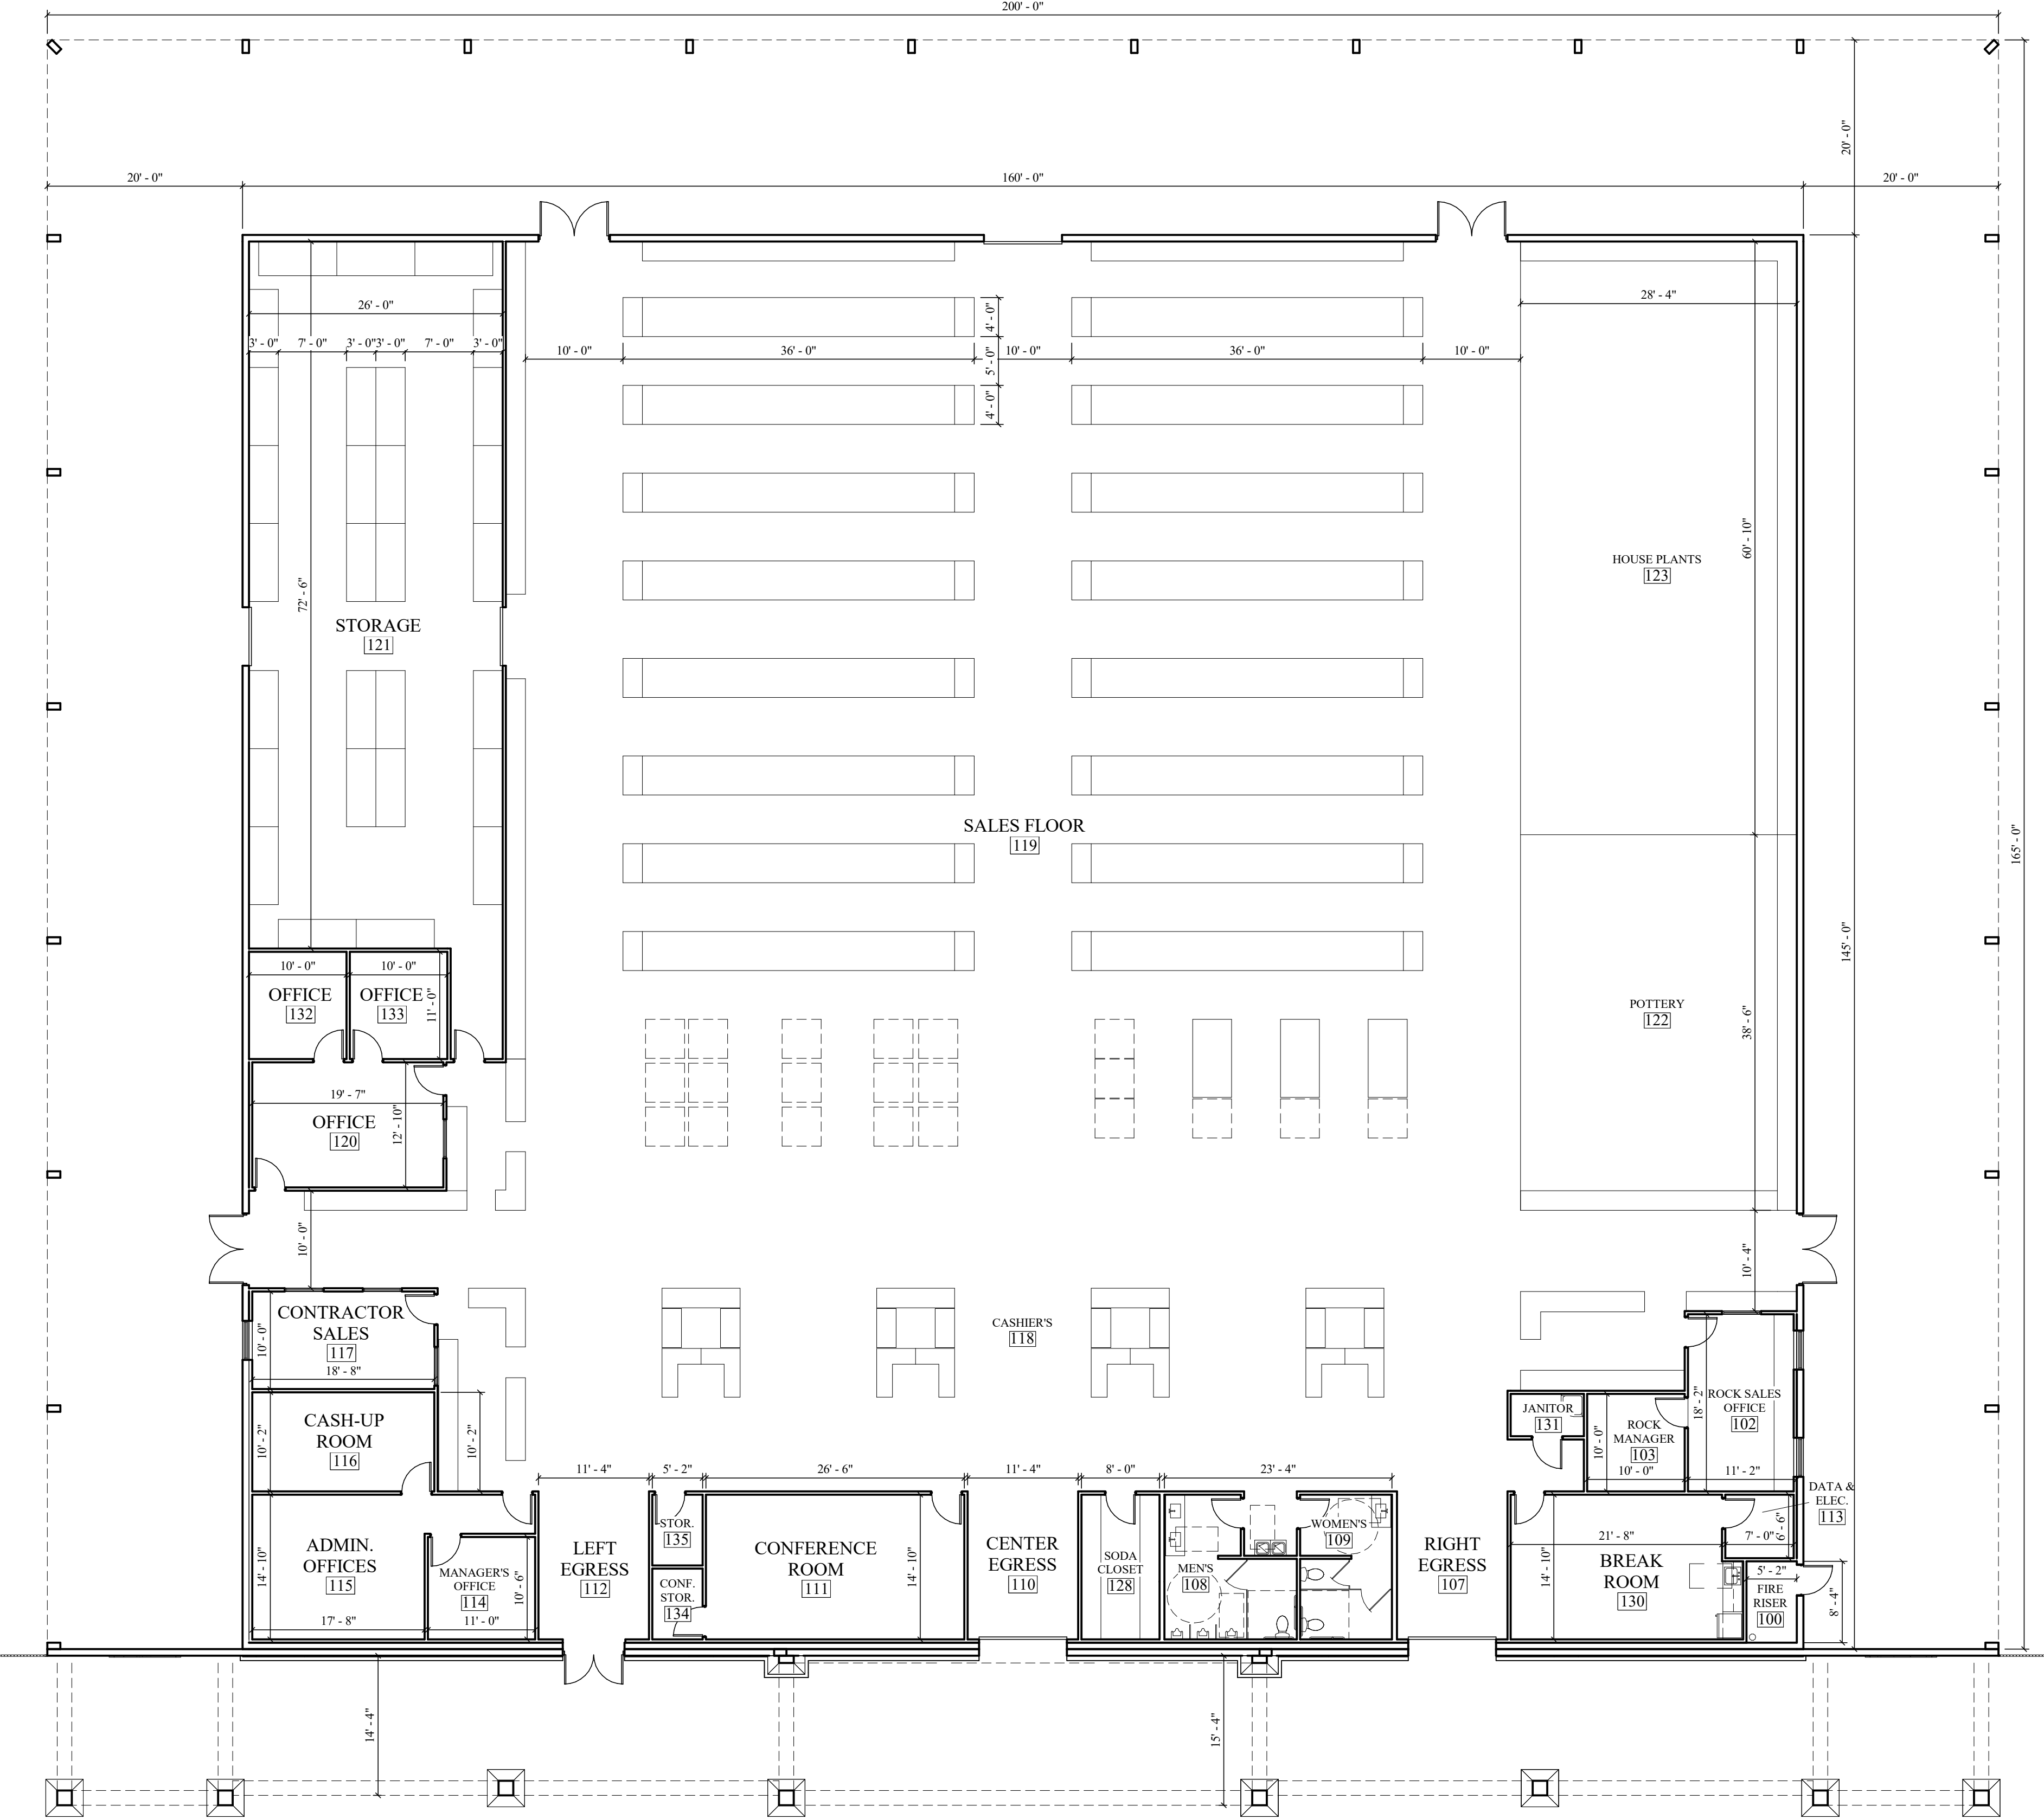 200' - 0"
20' - 0"
160' - 0"
20' - 0"
20' - 0"
26' - 0"
3' - 0"
7' - 0"
3' - 0"
3' - 0"
7' - 0"
3' - 0"
10' - 0"
36' - 0"
4' - 0"
5' - 0"
4' - 0"
10' - 0"
36' - 0"
10' - 0"
28' - 4"
72' - 6"
STORAGE
121
60' - 10"
HOUSE PLANTS
123
SALES FLOOR
119
165' - 0"
145' - 0"
10' - 0"
10' - 0"
OFFICE
132
OFFICE
133
11' - 0"
POTTERY
122
38' - 6"
19' - 7"
OFFICE
120
12' - 10"
10' - 0"
10' - 4"
CONTRACTOR
SALES
117
10' - 0"
18' - 8"
CASHIER'S
118
CASH-UP
ROOM
116
10' - 2"
10' - 2"
JANITOR
131
ROCK
MANAGER
103
10' - 0"
10' - 0"
ROCK SALES
OFFICE
102
18' - 2"
11' - 2"
11' - 4"
5' - 2"
26' - 6"
11' - 4"
8' - 0"
23' - 4"
ADMIN.
OFFICES
115
14' - 10"
17' - 8"
MANAGER'S
OFFICE
114
10' - 6"
11' - 0"
LEFT
EGRESS
112
STOR.
135
CONF.
STOR.
134
CONFERENCE
ROOM
111
14' - 10"
CENTER
EGRESS
110
SODA
CLOSET
128
MEN'S
108
WOMEN'S
109
RIGHT
EGRESS
107
14' - 10"
21' - 8"
BREAK
ROOM
130
7' - 0"
6' - 6"
DATA &
ELEC.
113
5' - 2"
FIRE
RISER
100
8' - 4"
14' - 4"
15' - 4"